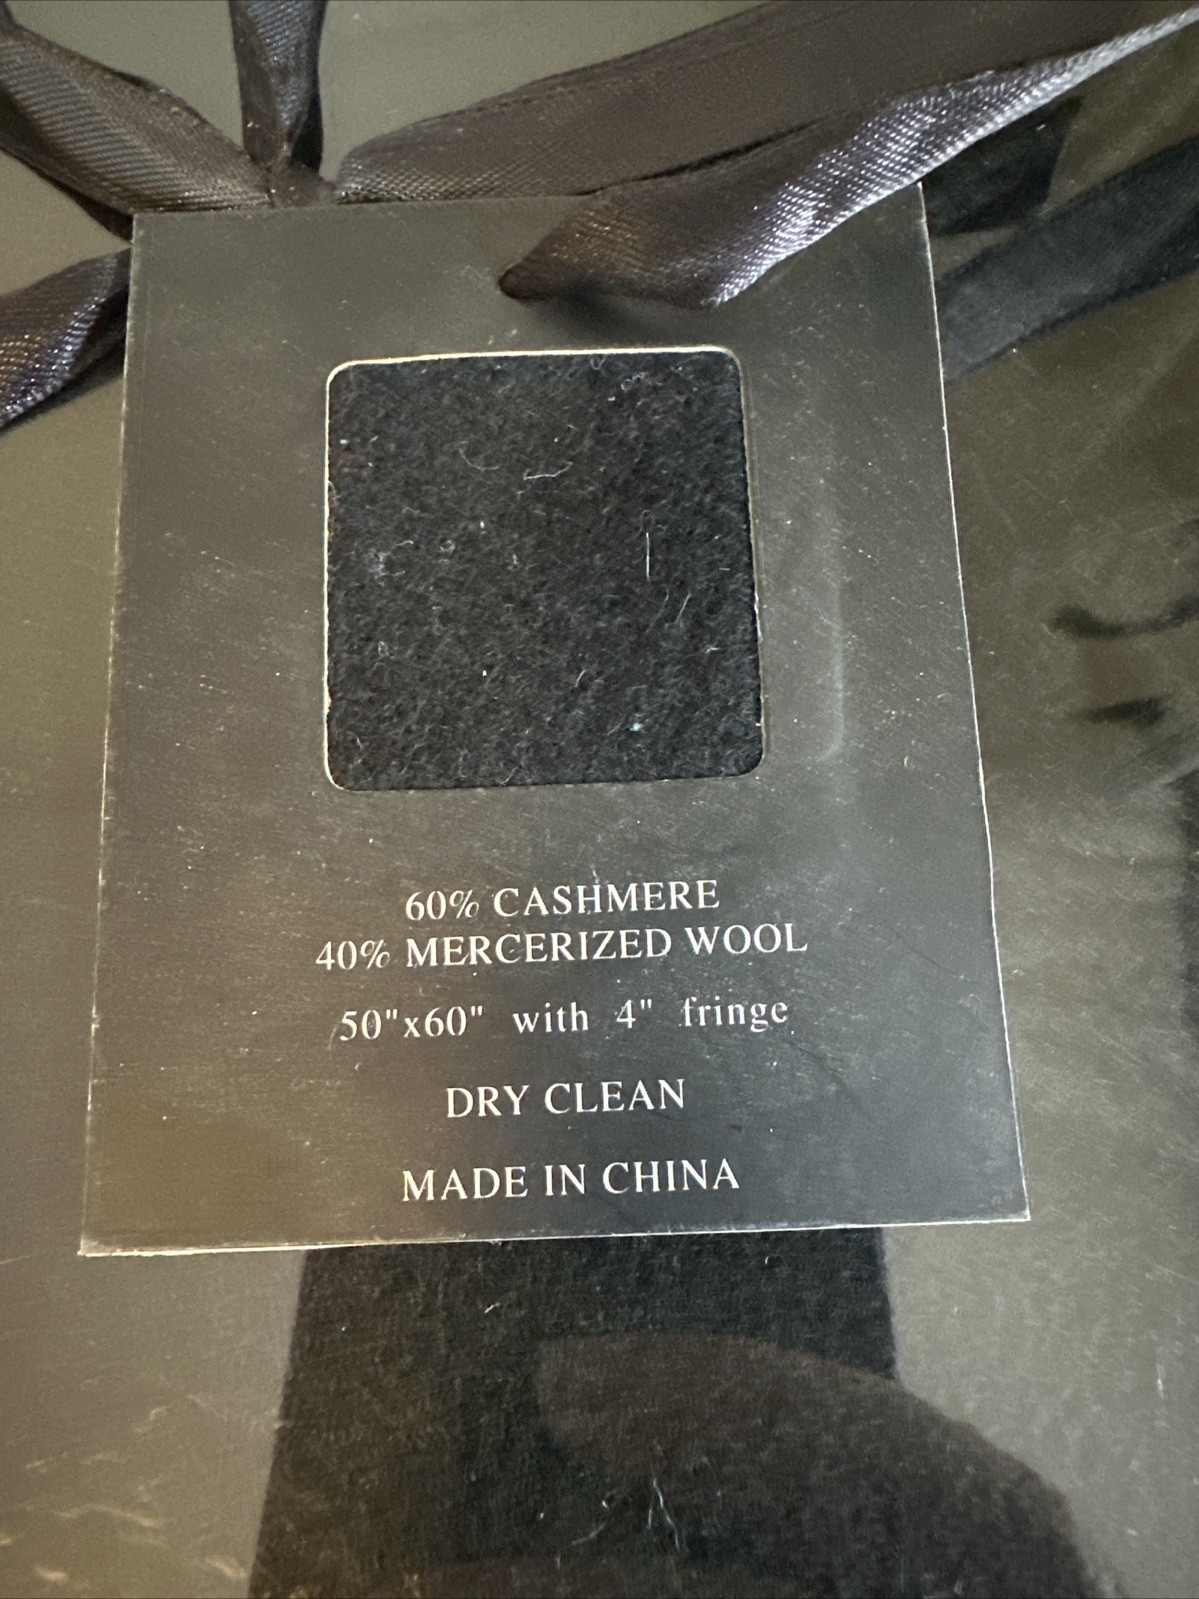 60% CASHMERE
40% MERCERIZED WOOL
50"x60" with 4" fringe
DRY CLEAN
MADE IN CHINA